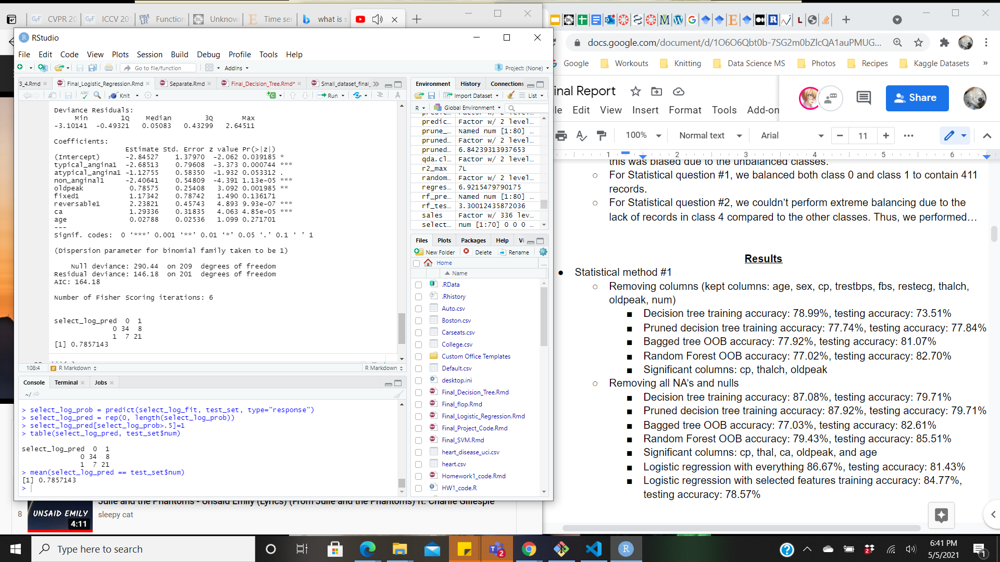 CVPR 20
ICCV 20
Function
Unknow
Time ser
what is s
RStudio
File Edit Code View Plots Session Build Debug Profile Tools Help
Go to file/function
Addins
Project: (None)
3_4.Rmd
Final_Logistic_Regression.Rmd
Separate.Rmd
Final_Decision_Tree.Rmd*
Small_dataset_final_
Knit
Run
Deviance Residuals:
Min 1Q Median 3Q Max
-3.10141 -0.49321 0.05083 0.43299 2.64511
Coefficients:
Estimate Std. Error z value Pr(>|z|)
(Intercept) -2.84527 1.37970 -2.062 0.039185 *
typical_angina1 -2.68513 0.79608 -3.373 0.000744 ***
atypical_angina1 -1.12755 0.58350 -1.932 0.053312 .
non_anginal1 -2.40641 0.54809 -4.391 1.13e-05 ***
oldpeak 0.78575 0.25408 3.092 0.001985 **
fixed1 1.17342 0.78742 1.490 0.136171
reversable1 2.23821 0.45743 4.893 9.93e-07 ***
ca 1.29336 0.31835 4.063 4.85e-05 ***
age 0.02788 0.02536 1.099 0.271701
---
Signif. codes: 0 ‘***’ 0.001 ‘**’ 0.01 ‘*’ 0.05 ‘.’ 0.1 ‘ ’ 1
(Dispersion parameter for binomial family taken to be 1)
Null deviance: 290.44 on 209 degrees of freedom
Residual deviance: 146.18 on 201 degrees of freedom
AIC: 164.18
Number of Fisher Scoring iterations: 6
select_log_pred 0 1
0 34 8
1 7 21
[1] 0.7857143
108:4
R Markdown
R Markdown
Console
Terminal
Jobs
~/
> select_log_prob = predict(select_log_fit, test_set, type="response")
> select_log_pred = rep(0, length(select_log_prob))
> select_log_pred[select_log_prob>.5]=1
> table(select_log_pred, test_set$num)
select_log_pred 0 1
0 34 8
1 7 21
> mean(select_log_pred == test_set$num)
[1] 0.7857143
>
Environment
History
Connections
Import Dataset
List
R
Global Environment
predic… Factor w/ 2 level…
prune_… Named num [1:80] …
pruned… Factor w/ 2 level…
pruned… 6.84239313937653
qda.cl… Factor w/ 2 level…
r2_max 7L
random… Factor w/ 2 level…
regres… 6.9215479790175
rf_pre… Named num [1:80] …
rf_tes… 3.30012435872036
sales Factor w/ 336 lev…
select… num [1:70] 0 0 0 …
Files
Plots
Packages
Help
Vi
New Folder
Delete
Rename
Home
...
Name
.RData
.Rhistory
Auto.csv
Boston.csv
Carseats.csv
College.csv
Custom Office Templates
Default.csv
desktop.ini
Final_Decision_Tree.Rmd
Final_flop.Rmd
Final_Logistic_Regression.Rmd
Final_Project_Code.Rmd
Final_SVM.Rmd
heart_disease_uci.csv
heart.csv
Homework1_code.Rmd
HW1_code.R
8
UNSAID EMILY
4:11
Julie and the Phantoms - Unsaid Emily (Lyrics) (From Julie and the Phantoms) ft. Charlie Gillespie
sleepy cat
docs.google.com/document/d/1O6O6Qbt0b-7SG2m0bZlcQA1auPMUG...
Google
Workouts
Knitting
Data Science MS
Photos
Recipes
Kaggle Datasets
»
inal Report
Share
le Edit View Insert Format Tools Add-on
100%
Normal text
Arial
11
1 2 3 4 5 6
this was biased due to the unbalanced classes.
For Statistical question #1, we balanced both class 0 and class 1 to contain 411
records.
For Statistical question #2, we couldn’t perform extreme balancing due to the
lack of records in class 4 compared to the other classes. Thus, we performed…
Results
Statistical method #1
Removing columns (kept columns: age, sex, cp, trestbps, fbs, restecg, thalch,
oldpeak, num)
Decision tree training accuracy: 78.99%, testing accuracy: 73.51%
Pruned decision tree training accuracy: 77.74%, testing accuracy: 77.84%
Bagged tree OOB accuracy: 77.92%, testing accuracy: 81.07%
Random Forest OOB accuracy: 77.02%, testing accuracy: 82.70%
Significant columns: cp, thalch, oldpeak
Removing all NA’s and nulls
Decision tree training accuracy: 87.08%, testing accuracy: 79.71%
Pruned decision tree training accuracy: 87.92%, testing accuracy: 79.71%
Bagged tree OOB accuracy: 77.03%, testing accuracy: 82.61%
Random Forest OOB accuracy: 79.43%, testing accuracy: 85.51%
Significant columns: cp, thal, ca, oldpeak, and age
Logistic regression with everything 86.67%, testing accuracy: 81.43%
Logistic regression with selected features training accuracy: 84.77%,
testing accuracy: 78.57%
Type here to search
6:41 PM
5/5/2021